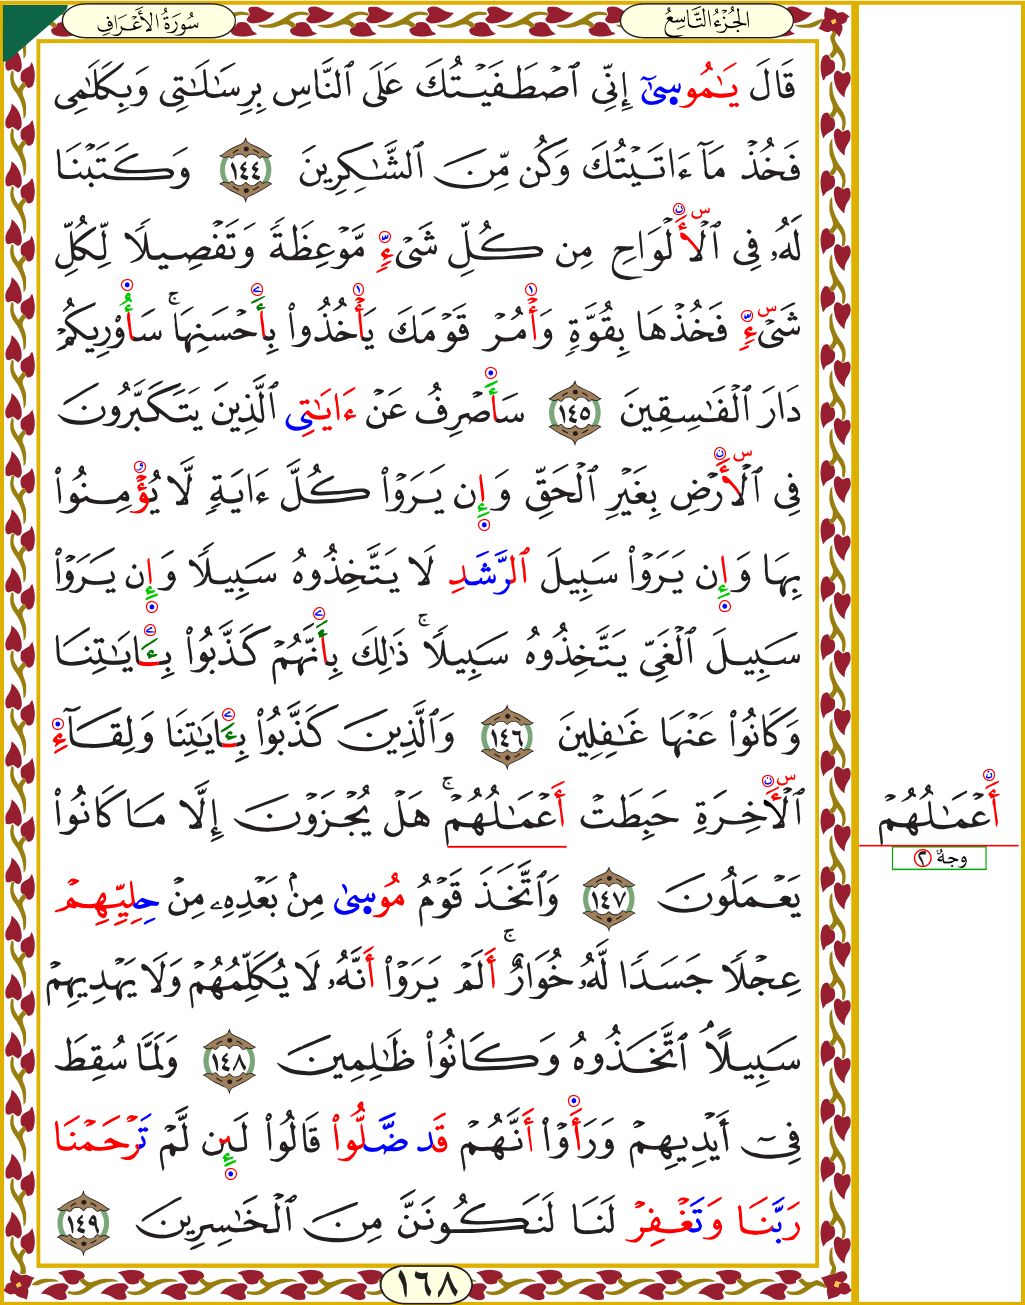 الجُزْءُ التَّاسِعُ
سُورَةُ الأَعْرَافِ
قَالَ يَٰمُوسَىٰٓ إِنِّي ٱصۡطَفَيۡتُكَ عَلَى ٱلنَّاسِ بِرِسَٰلَٰتِي وَبِكَلَٰمِي
فَخُذۡ مَآ ءَاتَيۡتُكَ وَكُن مِّنَ ٱلشَّٰكِرِينَ ١٤٤ وَكَتَبۡنَا
لَهُۥ فِي ٱلۡأَلۡوَاحِ مِن كُلِّ شَيۡءٖ مَّوۡعِظَةٗ وَتَفۡصِيلٗا لِّكُلِّ
شَيۡءٖ فَخُذۡهَا بِقُوَّةٖ وَأۡمُرۡ قَوۡمَكَ يَأۡخُذُواْ بِأَحۡسَنِهَاۚ سَأُوْرِيكُمۡ
دَارَ ٱلۡفَٰسِقِينَ ١٤٥ سَأَصۡرِفُ عَنۡ ءَايَٰتِي ٱلَّذِينَ يَتَكَبَّرُونَ
فِي ٱلۡأَرۡضِ بِغَيۡرِ ٱلۡحَقِّ وَإِن يَرَوۡاْ كُلَّ ءَايَةٖ لَّا يُؤۡمِنُواْ
بِهَا وَإِن يَرَوۡاْ سَبِيلَ ٱلرَّشَدِ لَا يَتَّخِذُوهُ سَبِيلٗا وَإِن يَرَوۡاْ
سَبِيلَ ٱلۡغَيِّ يَتَّخِذُوهُ سَبِيلٗاۚ ذَٰلِكَ بِأَنَّهُمۡ كَذَّبُواْ بِـَٔايَٰتِنَا
وَكَانُواْ عَنۡهَا غَٰفِلِينَ ١٤٦ وَٱلَّذِينَ كَذَّبُواْ بِـَٔايَٰتِنَا وَلِقَآءِ
ٱلۡأٓخِرَةِ حَبِطَتۡ أَعۡمَٰلُهُمۡۚ هَلۡ يُجۡزَوۡنَ إِلَّا مَا كَانُواْ
أَعۡمَٰلُهُمۡ
وجهٌ ٢
يَعۡمَلُونَ ١٤٧ وَٱتَّخَذَ قَوۡمُ مُوسَىٰ مِنۢ بَعۡدِهِۦ مِنۡ حِلِيِّهِمۡ
عِجۡلٗا جَسَدٗا لَّهُۥ خُوَارٌۚ أَلَمۡ يَرَوۡاْ أَنَّهُۥ لَا يُكَلِّمُهُمۡ وَلَا يَهۡدِيهِمۡ
سَبِيلًاۘ ٱتَّخَذُوهُ وَكَانُواْ ظَٰلِمِينَ ١٤٨ وَلَمَّا سُقِطَ
فِيٓ أَيۡدِيهِمۡ وَرَأَوۡاْ أَنَّهُمۡ قَدۡ ضَّلُّواْ قَالُواْ لَئِن لَّمۡ تَرۡحَمۡنَا
رَبَّنَا وَتَغۡفِرۡ لَنَا لَنَكُونَنَّ مِنَ ٱلۡخَٰسِرِينَ ١٤٩
١٦٨